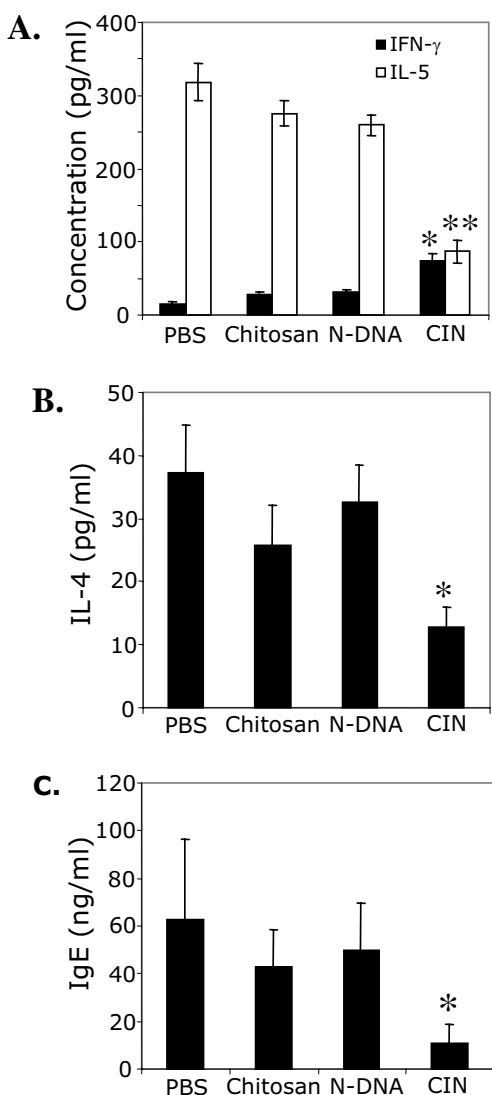 A.
Concentration (pg/ml)
400
300
200
100
0
IFN-γ
IL-5
*
**
PBS Chitosan N-DNA CIN
B.
IL-4 (pg/ml)
50
40
30
20
10
0
*
PBS Chitosan N-DNA CIN
C.
IgE (ng/ml)
120
100
80
60
40
20
0
*
PBS Chitosan N-DNA CIN